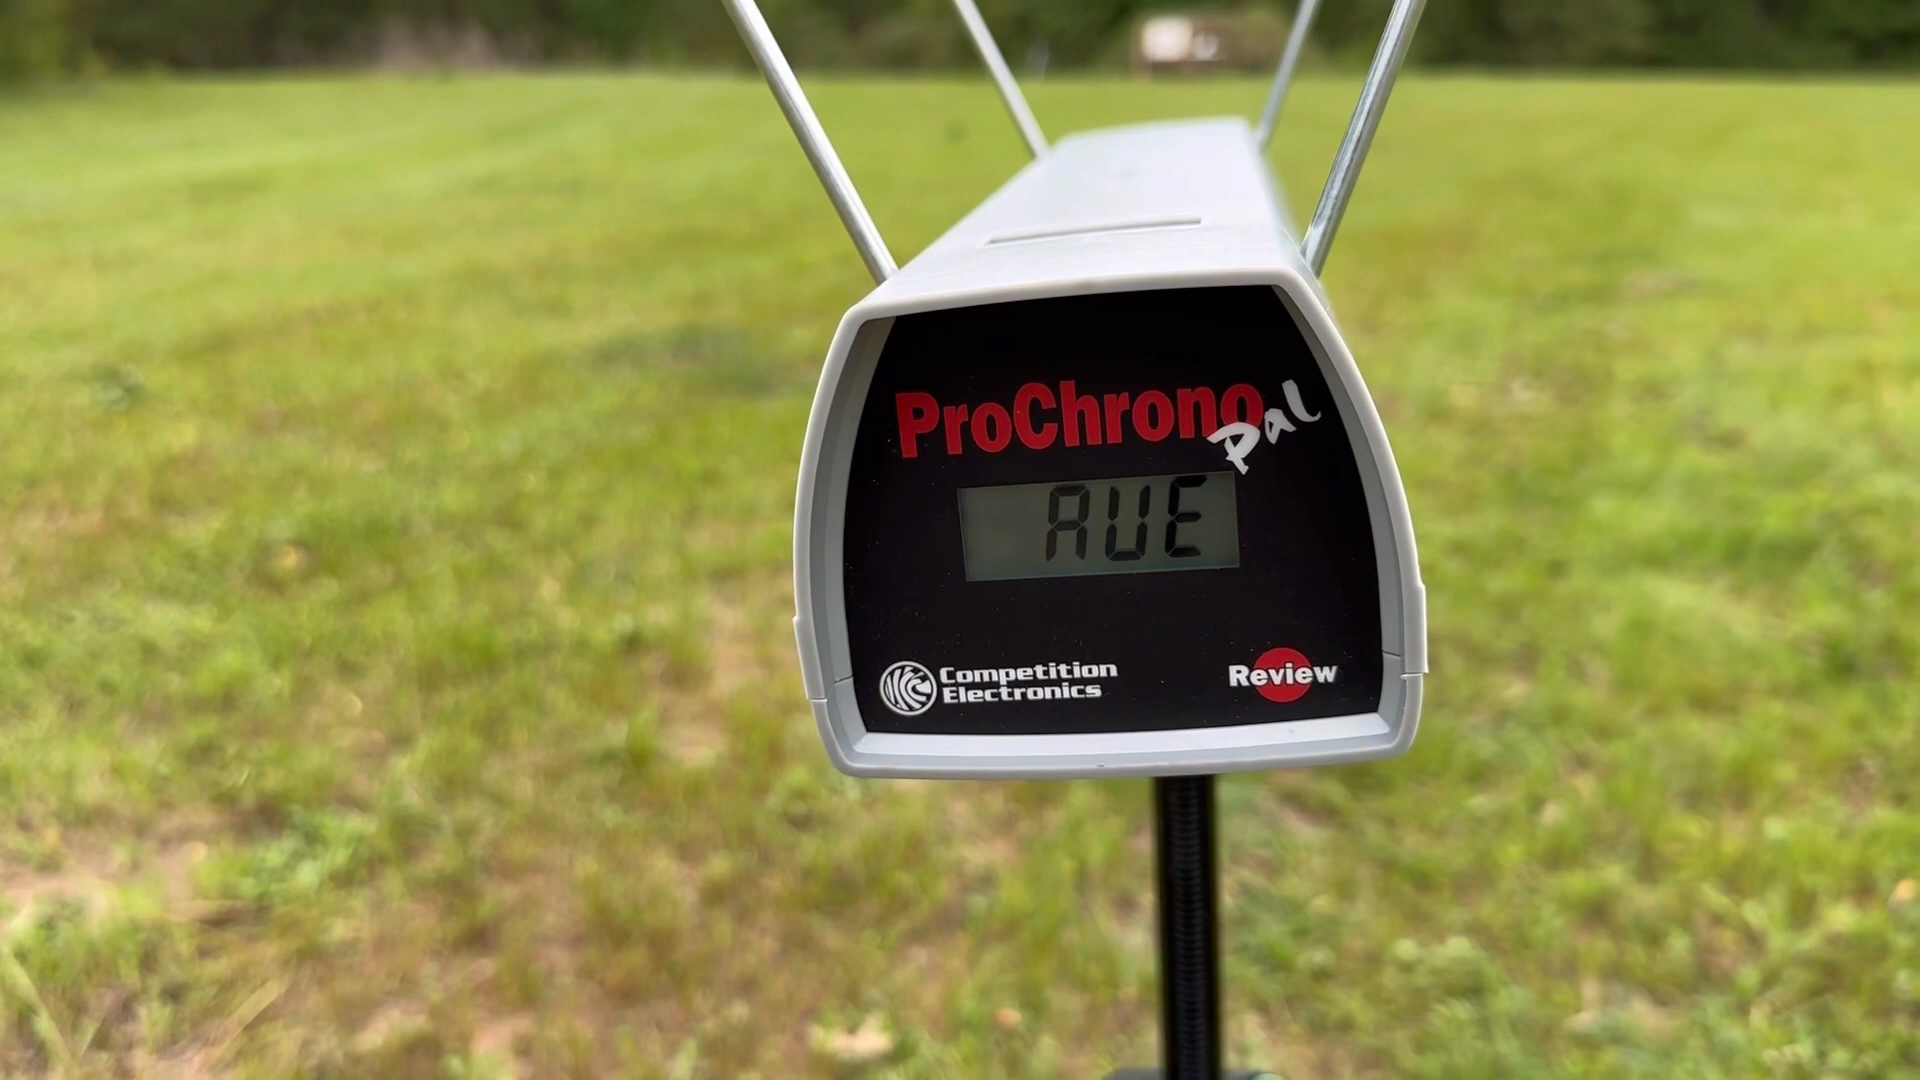 ProChrono
Pal
AVE
Competition
Electronics
Review